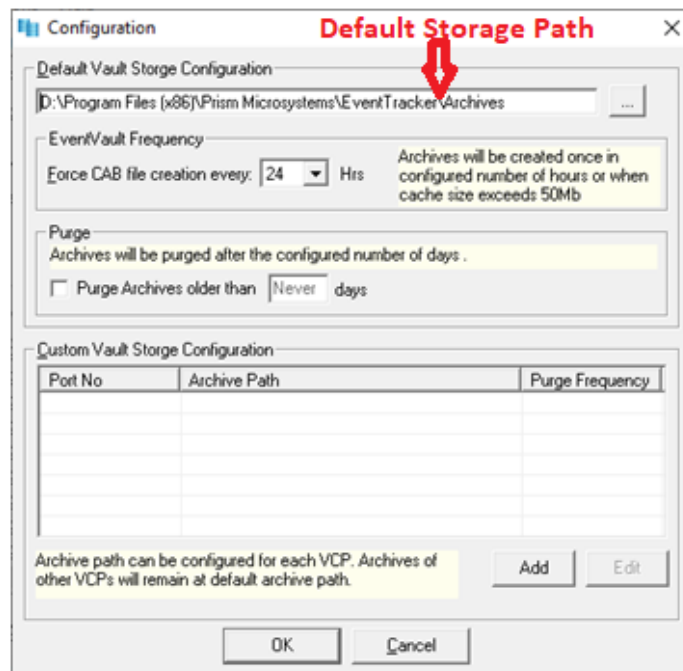 Configuration
Default Storage Path
Default Vault Storge Configuration
D:\Program Files (x86)\Prism Microsystems\EventTracker\Archives
...
EventVault Frequency
Force CAB file creation every: 24 Hrs
Archives will be created once in
configured number of hours or when
cache size exceeds 50Mb
Purge
Archives will be purged after the configured number of days .
Purge Archives older than Never days
Custom Vault Storge Configuration
Port No Archive Path Purge Frequency
Archive path can be configured for each VCP. Archives of
other VCPs will remain at default archive path.
Add Edit
OK Cancel